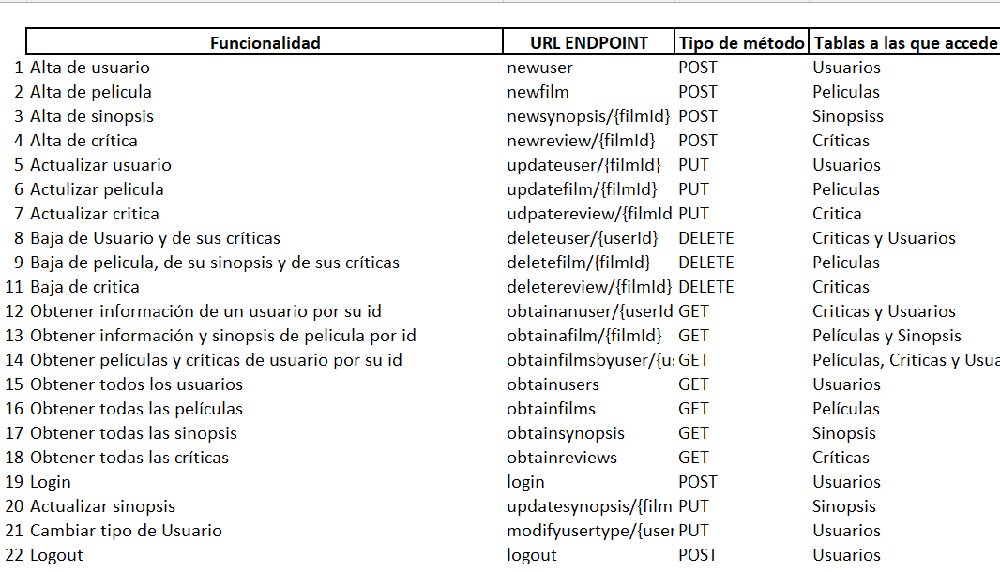 Funcionalidad URL ENDPOINT Tipo de método Tablas a las que accede
1 Alta de usuario newuser POST Usuarios
2 Alta de pelicula newfilm POST Peliculas
3 Alta de sinopsis newsynopsis/{filmId} POST Sinopsiss
4 Alta de crítica newreview/{filmId} POST Críticas
5 Actualizar usuario updateuser/{filmId} PUT Usuarios
6 Actulizar pelicula updatefilm/{filmId} PUT Peliculas
7 Actualizar critica udpatereview/{filmId PUT Critica
8 Baja de Usuario y de sus críticas deleteuser/{userId} DELETE Criticas y Usuarios
9 Baja de pelicula, de su sinopsis y de sus críticas deletefilm/{filmId} DELETE Peliculas
11 Baja de critica deletereview/{filmId} DELETE Criticas
12 Obtener información de un usuario por su id obtainanuser/{userId GET Criticas y Usuarios
13 Obtener información y sinopsis de pelicula por id obtainafilm/{filmId} GET Películas y Sinopsis
14 Obtener películas y críticas de usuario por su id obtainfilmsbyuser/{us GET Películas, Criticas y Usua
15 Obtener todos los usuarios obtainusers GET Usuarios
16 Obtener todas las películas obtainfilms GET Películas
17 Obtener todas las sinopsis obtainsynopsis GET Sinopsis
18 Obtener todas las críticas obtainreviews GET Críticas
19 Login login POST Usuarios
20 Actualizar sinopsis updatesynopsis/{film PUT Sinopsis
21 Cambiar tipo de Usuario modifyusertype/{user PUT Usuarios
22 Logout logout POST Usuarios